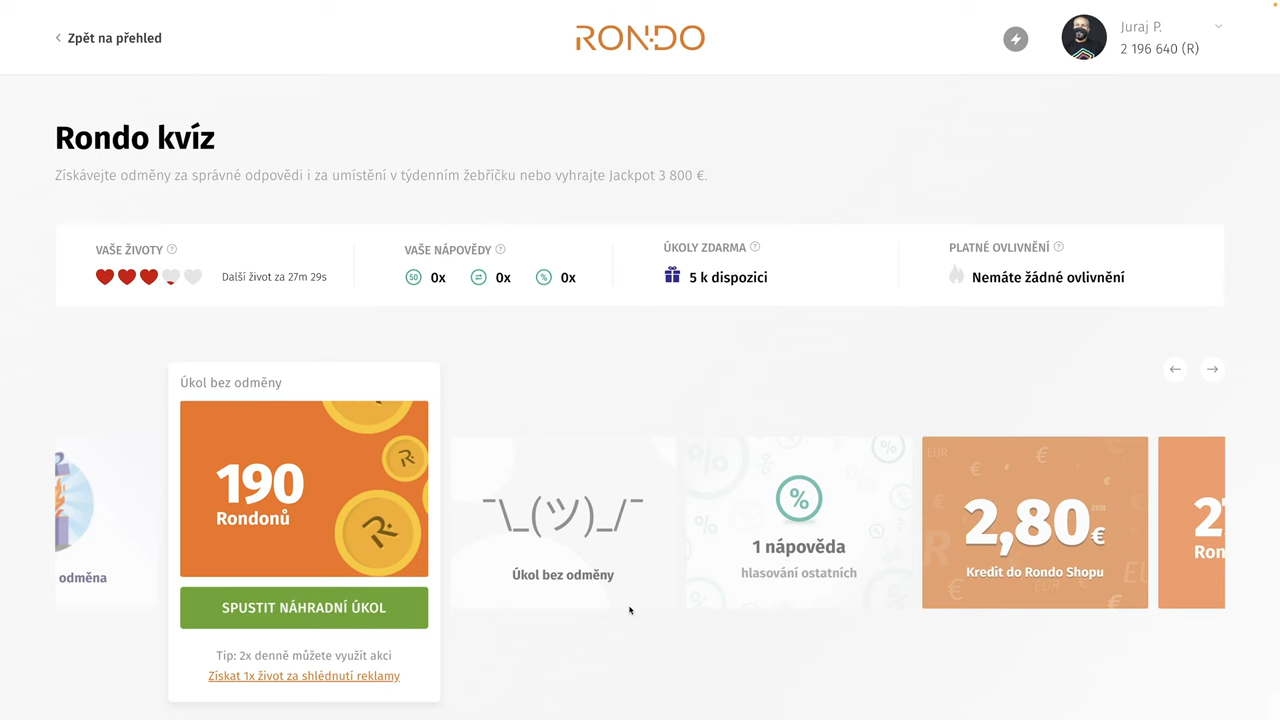 Zpět na přehled
RONDO
Juraj P.
2 196 640 (R)
Rondo kvíz
Získávejte odměny za správné odpovědi i za umístění v týdenním žebříčku nebo vyhrajte Jackpot 3 800 €.
VAŠE ŽIVOTY ?
Další život za 27m 29s
VAŠE NÁPOVĚDY ?
50 0x 0x % 0x
ÚKOLY ZDARMA ?
5 k dispozici
PLATNÉ OVLIVNĚNÍ ?
Nemáte žádné ovlivnění
← →
odměna
Úkol bez odměny
190
Rondonů
SPUSTIT NÁHRADNÍ ÚKOL
Tip: 2x denně můžete využít akci
Získat 1x život za shlédnutí reklamy
¯\_(ツ)_/¯
Úkol bez odměny
%
1 nápověda
hlasování ostatních
2,80€
Kredit do Rondo Shopu
2
Ron